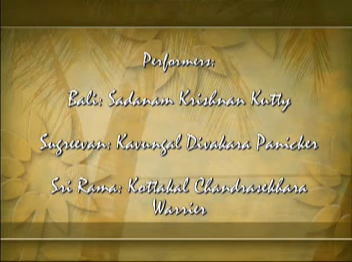 Performers:
Bali: Sadanam Krishnan Kutty
Sugreevan: Kavungal Divakara Panicker
Sri Rama: Kottakal Chandrasekhara
Warrier